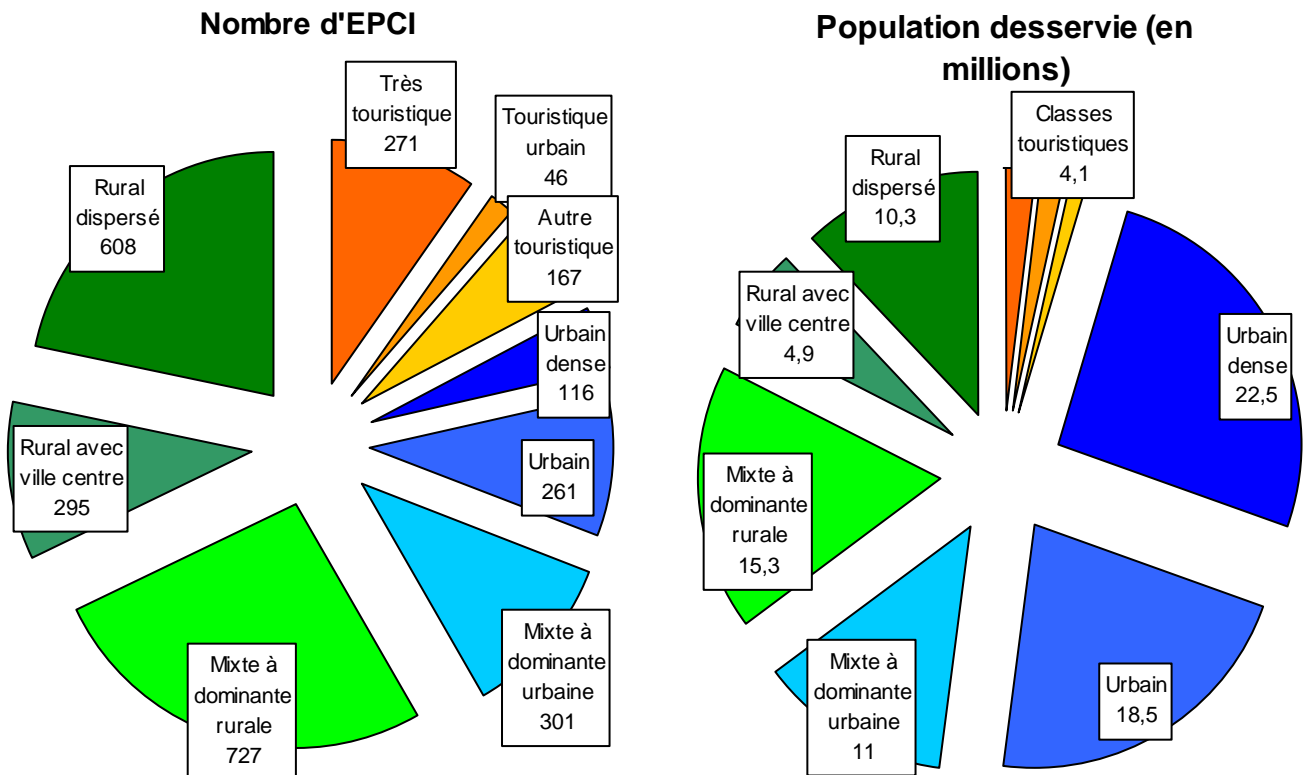 Nombre d'EPCI
Très
touristique
271
Touristique
urbain
46
Autre
touristique
167
Urbain
dense
116
Urbain
261
Mixte à
dominante
urbaine
301
Mixte à
dominante
rurale
727
Rural avec
ville centre
295
Rural
dispersé
608
Population desservie (en
millions)
Classes
touristiques
4,1
Urbain
dense
22,5
Urbain
18,5
Mixte à
dominante
urbaine
11
Mixte à
dominante
rurale
15,3
Rural avec
ville centre
4,9
Rural
dispersé
10,3